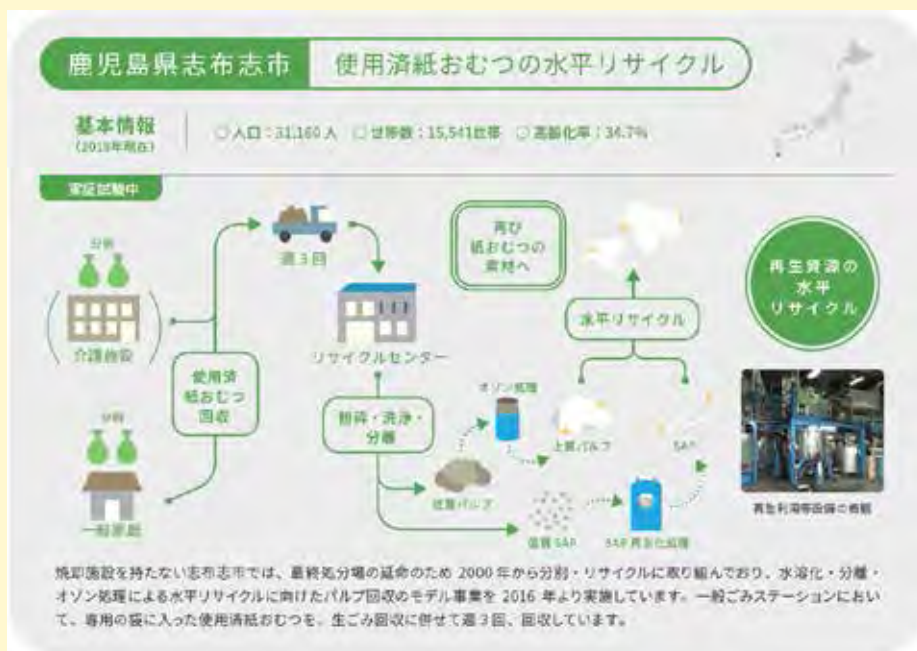 鹿児島県志布志市
使用済紙おむつの水平リサイクル
基本情報
(2018年現在)
人口：31,160人
世帯数：15,541世帯
高齢化率：34.7%
実証試験中
分別
介護施設
分別
一般家庭
使用済
紙おむつ
回収
週3回
リサイクルセンター
粉砕・洗浄・
分離
低質パルプ
オゾン処理
上質パルプ
低質SAP
SAP再生化処理
SAP
水平リサイクル
再び
紙おむつの
素材へ
再生資源の
水平
リサイクル
再生利用等設備の概観
焼却施設を持たない志布志市では、最終処分場の延命のため 2000 年から分別・リサイクルに取り組んでおり、水溶化・分離・
オゾン処理による水平リサイクルに向けたパルプ回収のモデル事業を 2016 年より実施しています。一般ごみステーションにおい
て、専用の袋に入った使用済紙おむつを、生ごみ回収に併せて週３回、回収しています。